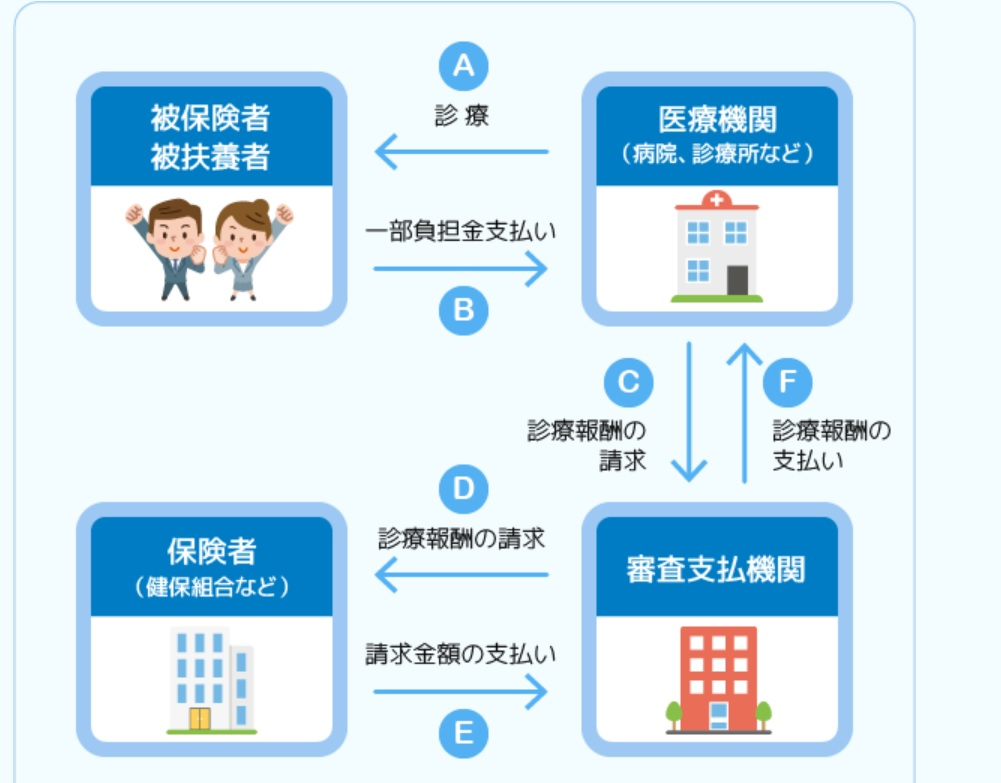 A
診 療
被保険者
被扶養者
医療機関
（病院、診療所など）
一部負担金支払い
B
C
診療報酬の
請求
F
診療報酬の
支払い
D
診療報酬の請求
保険者
（健保組合など）
審査支払機関
請求金額の支払い
E